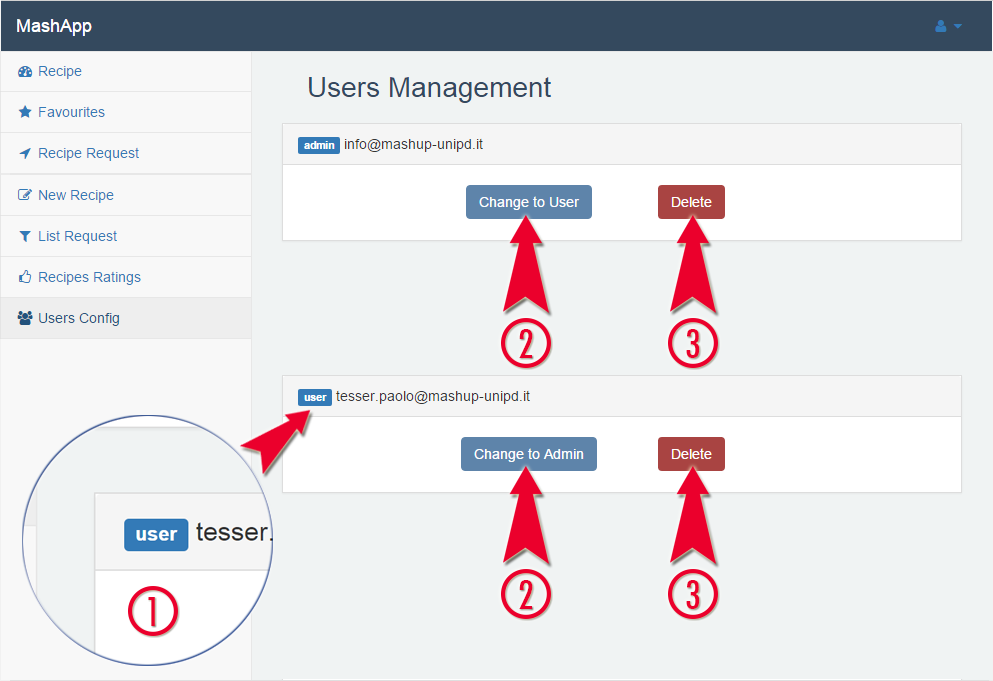 MashApp
Recipe
Favourites
Recipe Request
New Recipe
List Request
Recipes Ratings
Users Config
Users Management
admin info@mashup-unipd.it
Change to User Delete
2 3
user tesser.paolo@mashup-unipd.it
Change to Admin Delete
2 3
user tesser.
1